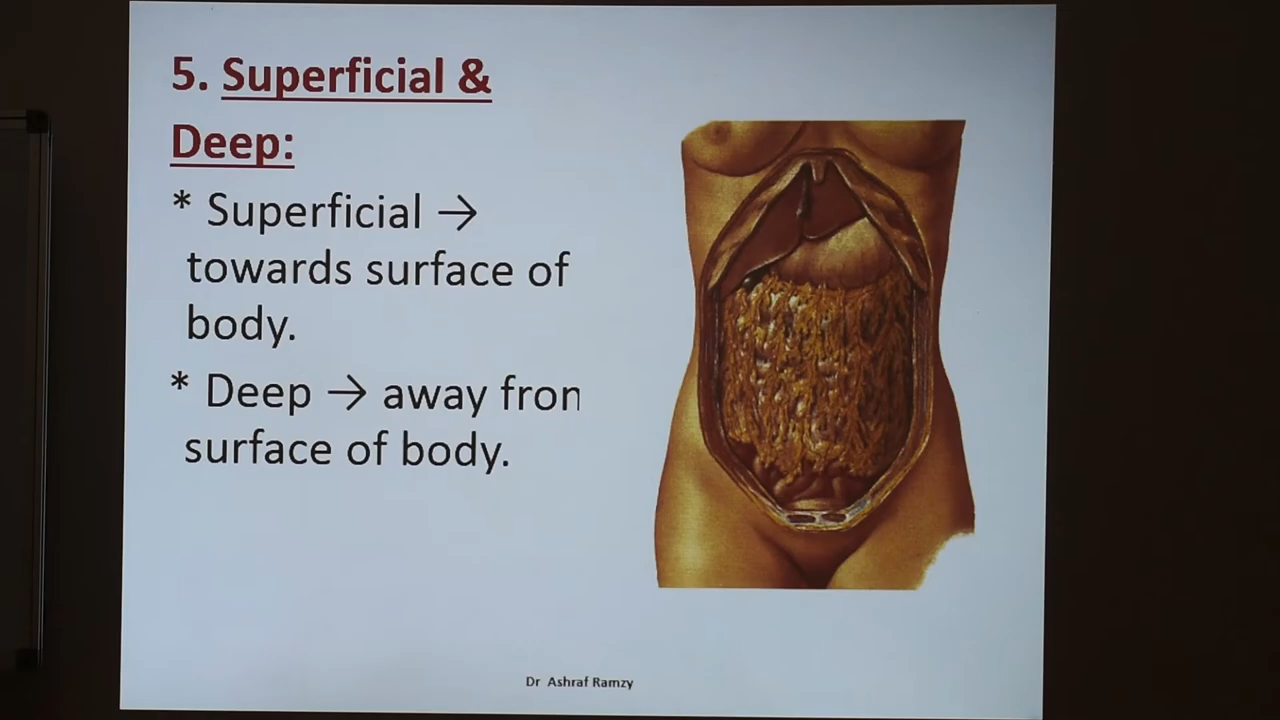 5. Superficial &
Deep:
* Superficial →
towards surface of
body.
* Deep → away fron
surface of body.
Dr Ashraf Ramzy